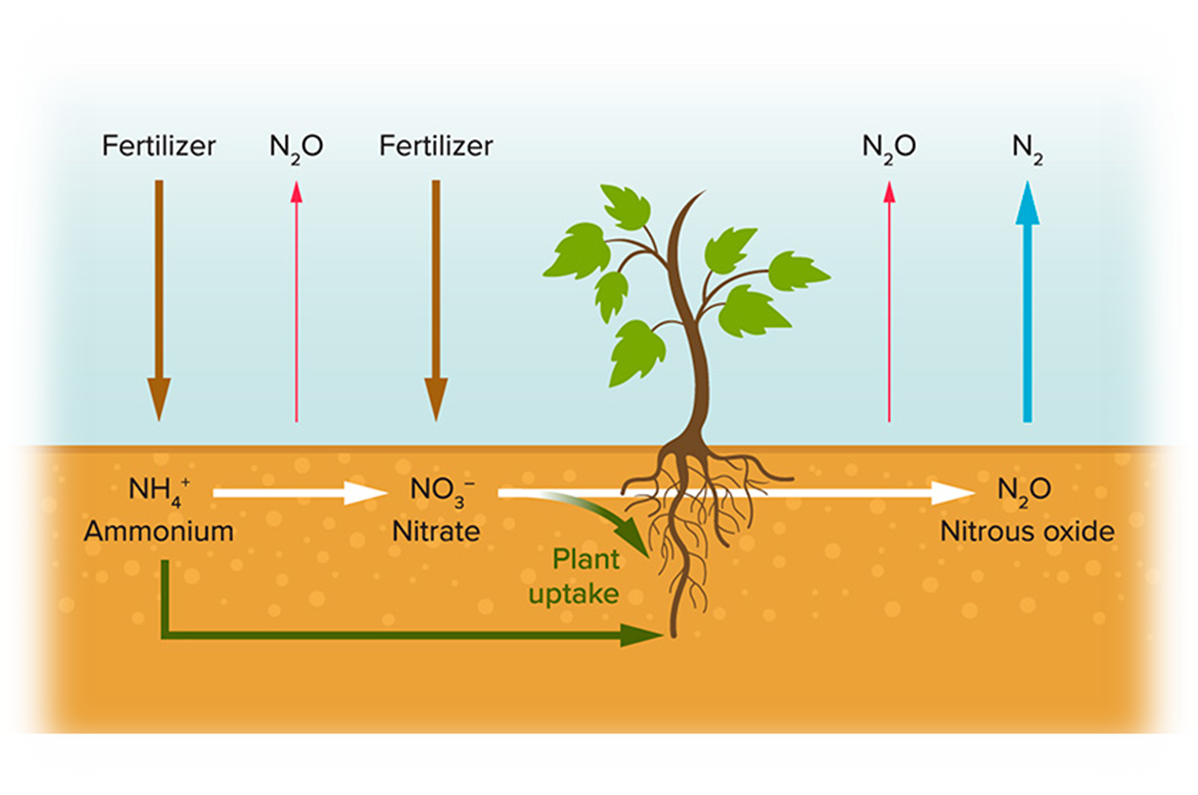 Fertilizer
N₂O
Fertilizer
N₂O
N₂
NH₄⁺
Ammonium
NO₃⁻
Nitrate
N₂O
Nitrous oxide
Plant
uptake